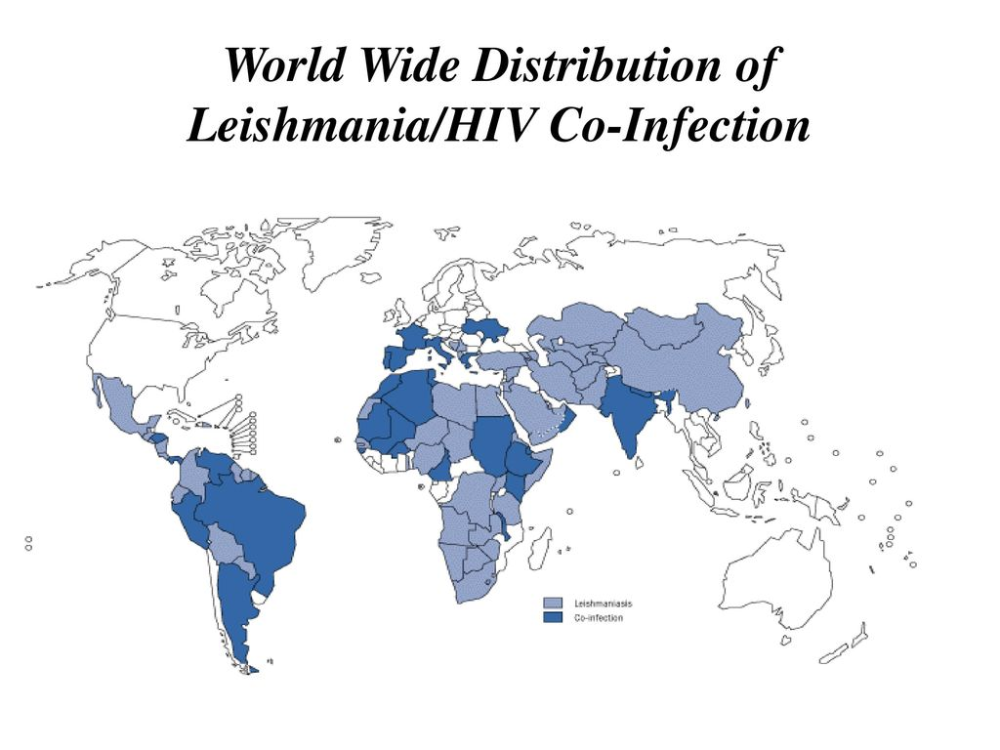 World Wide Distribution of
Leishmania/HIV Co-Infection
Leishmaniasis
Co-infection